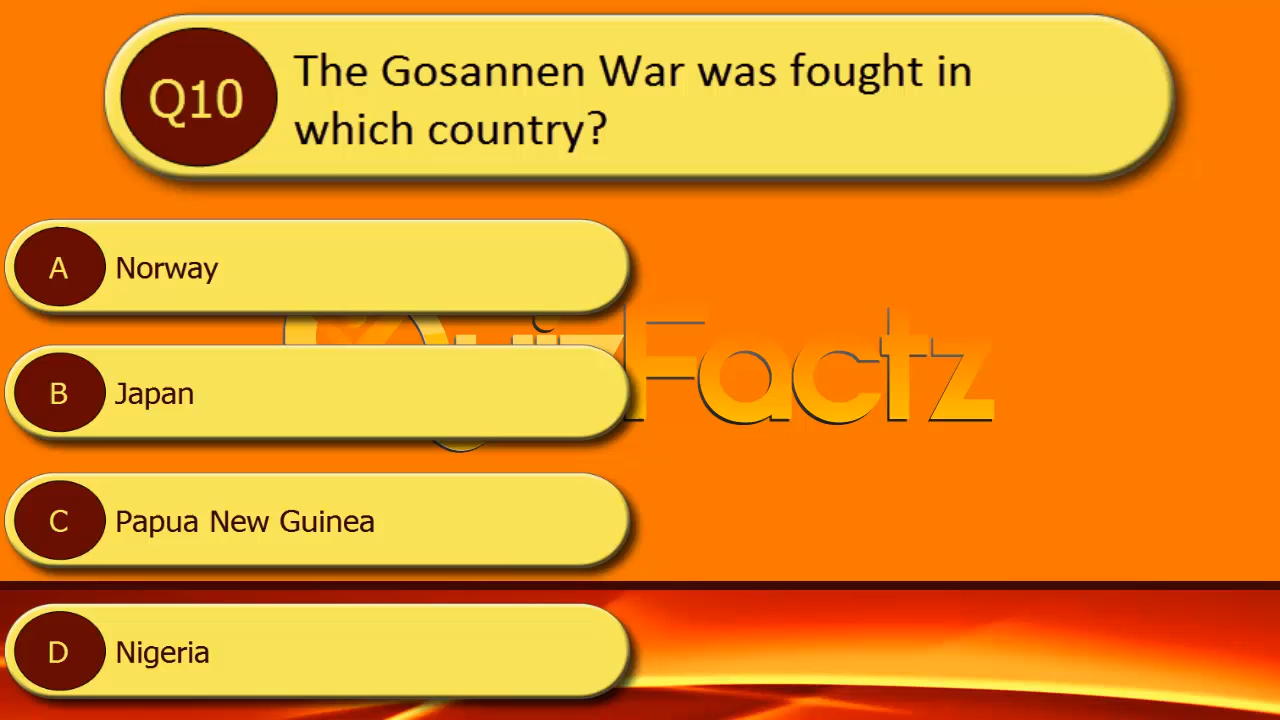 Q10
The Gosannen War was fought in
which country?
A
Norway
B
Japan
C
Papua New Guinea
D
Nigeria